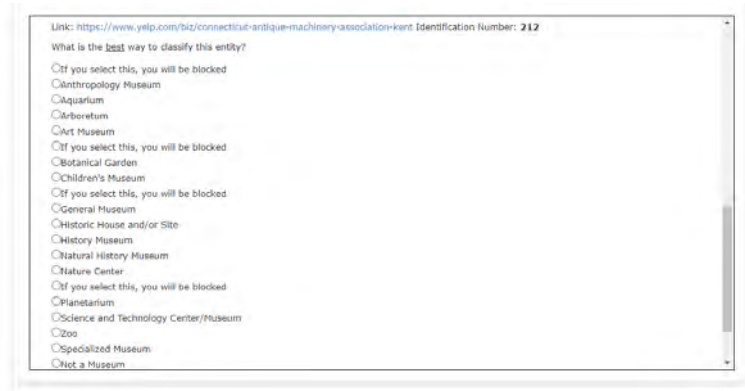 Link: https://www.yelp.com/biz/connecticut-antique-machinery-association-kent Identification Number: 212
What is the best way to classify this entity?
If you select this, you will be blocked
Anthropology Museum
Aquarium
Arboretum
Art Museum
If you select this, you will be blocked
Botanical Garden
Children's Museum
If you select this, you will be blocked
General Museum
Historic House and/or Site
History Museum
Natural History Museum
Nature Center
If you select this, you will be blocked
Planetarium
Science and Technology Center/Museum
Zoo
Specialized Museum
Not a Museum